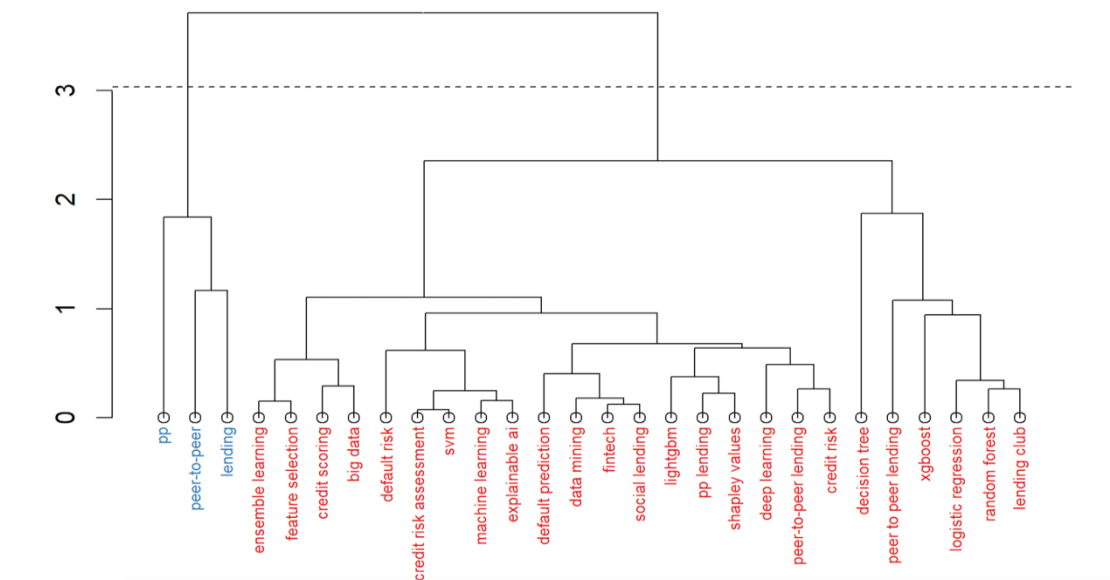 3
2
1
0
pp
peer-to-peer
lending
ensemble learning
feature selection
credit scoring
big data
default risk
credit risk assessment
svm
machine learning
explainable ai
default prediction
data mining
fintech
social lending
lightgbm
pp lending
shapley values
deep learning
peer-to-peer lending
credit risk
decision tree
peer to peer lending
xgboost
logistic regression
random forest
lending club